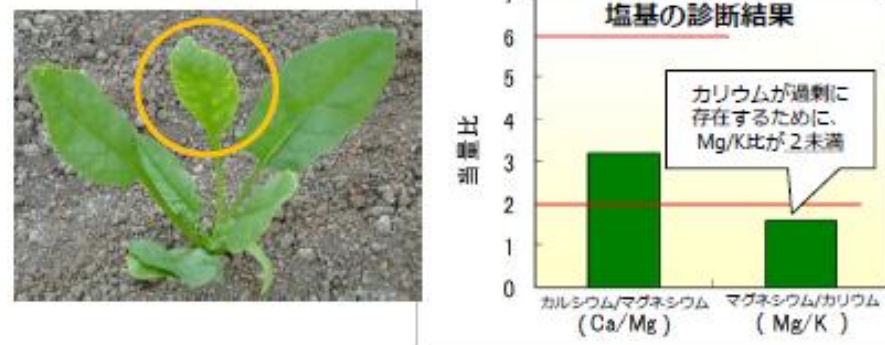 塩基の診断結果
7
6
5
4
3
2
1
0
当量比
カリウムが過剰に
存在するために、
Mg/K比が２未満
カルシウム/マグネシウム
(Ca/Mg)
マグネシウム/カリウム
( Mg/K )